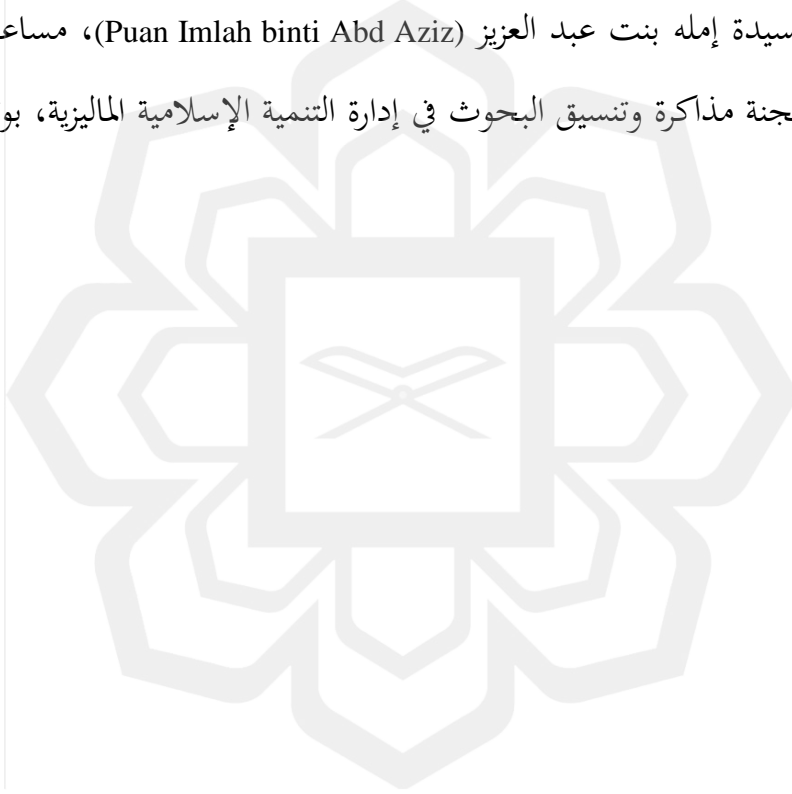 سيدة إمله بنت عبد العزيز (Puan Imlah binti Abd Aziz)، مساعد
جنة مذاكرة وتنسيق البحوث في إدارة التنمية الإسلامية الماليزية، بو